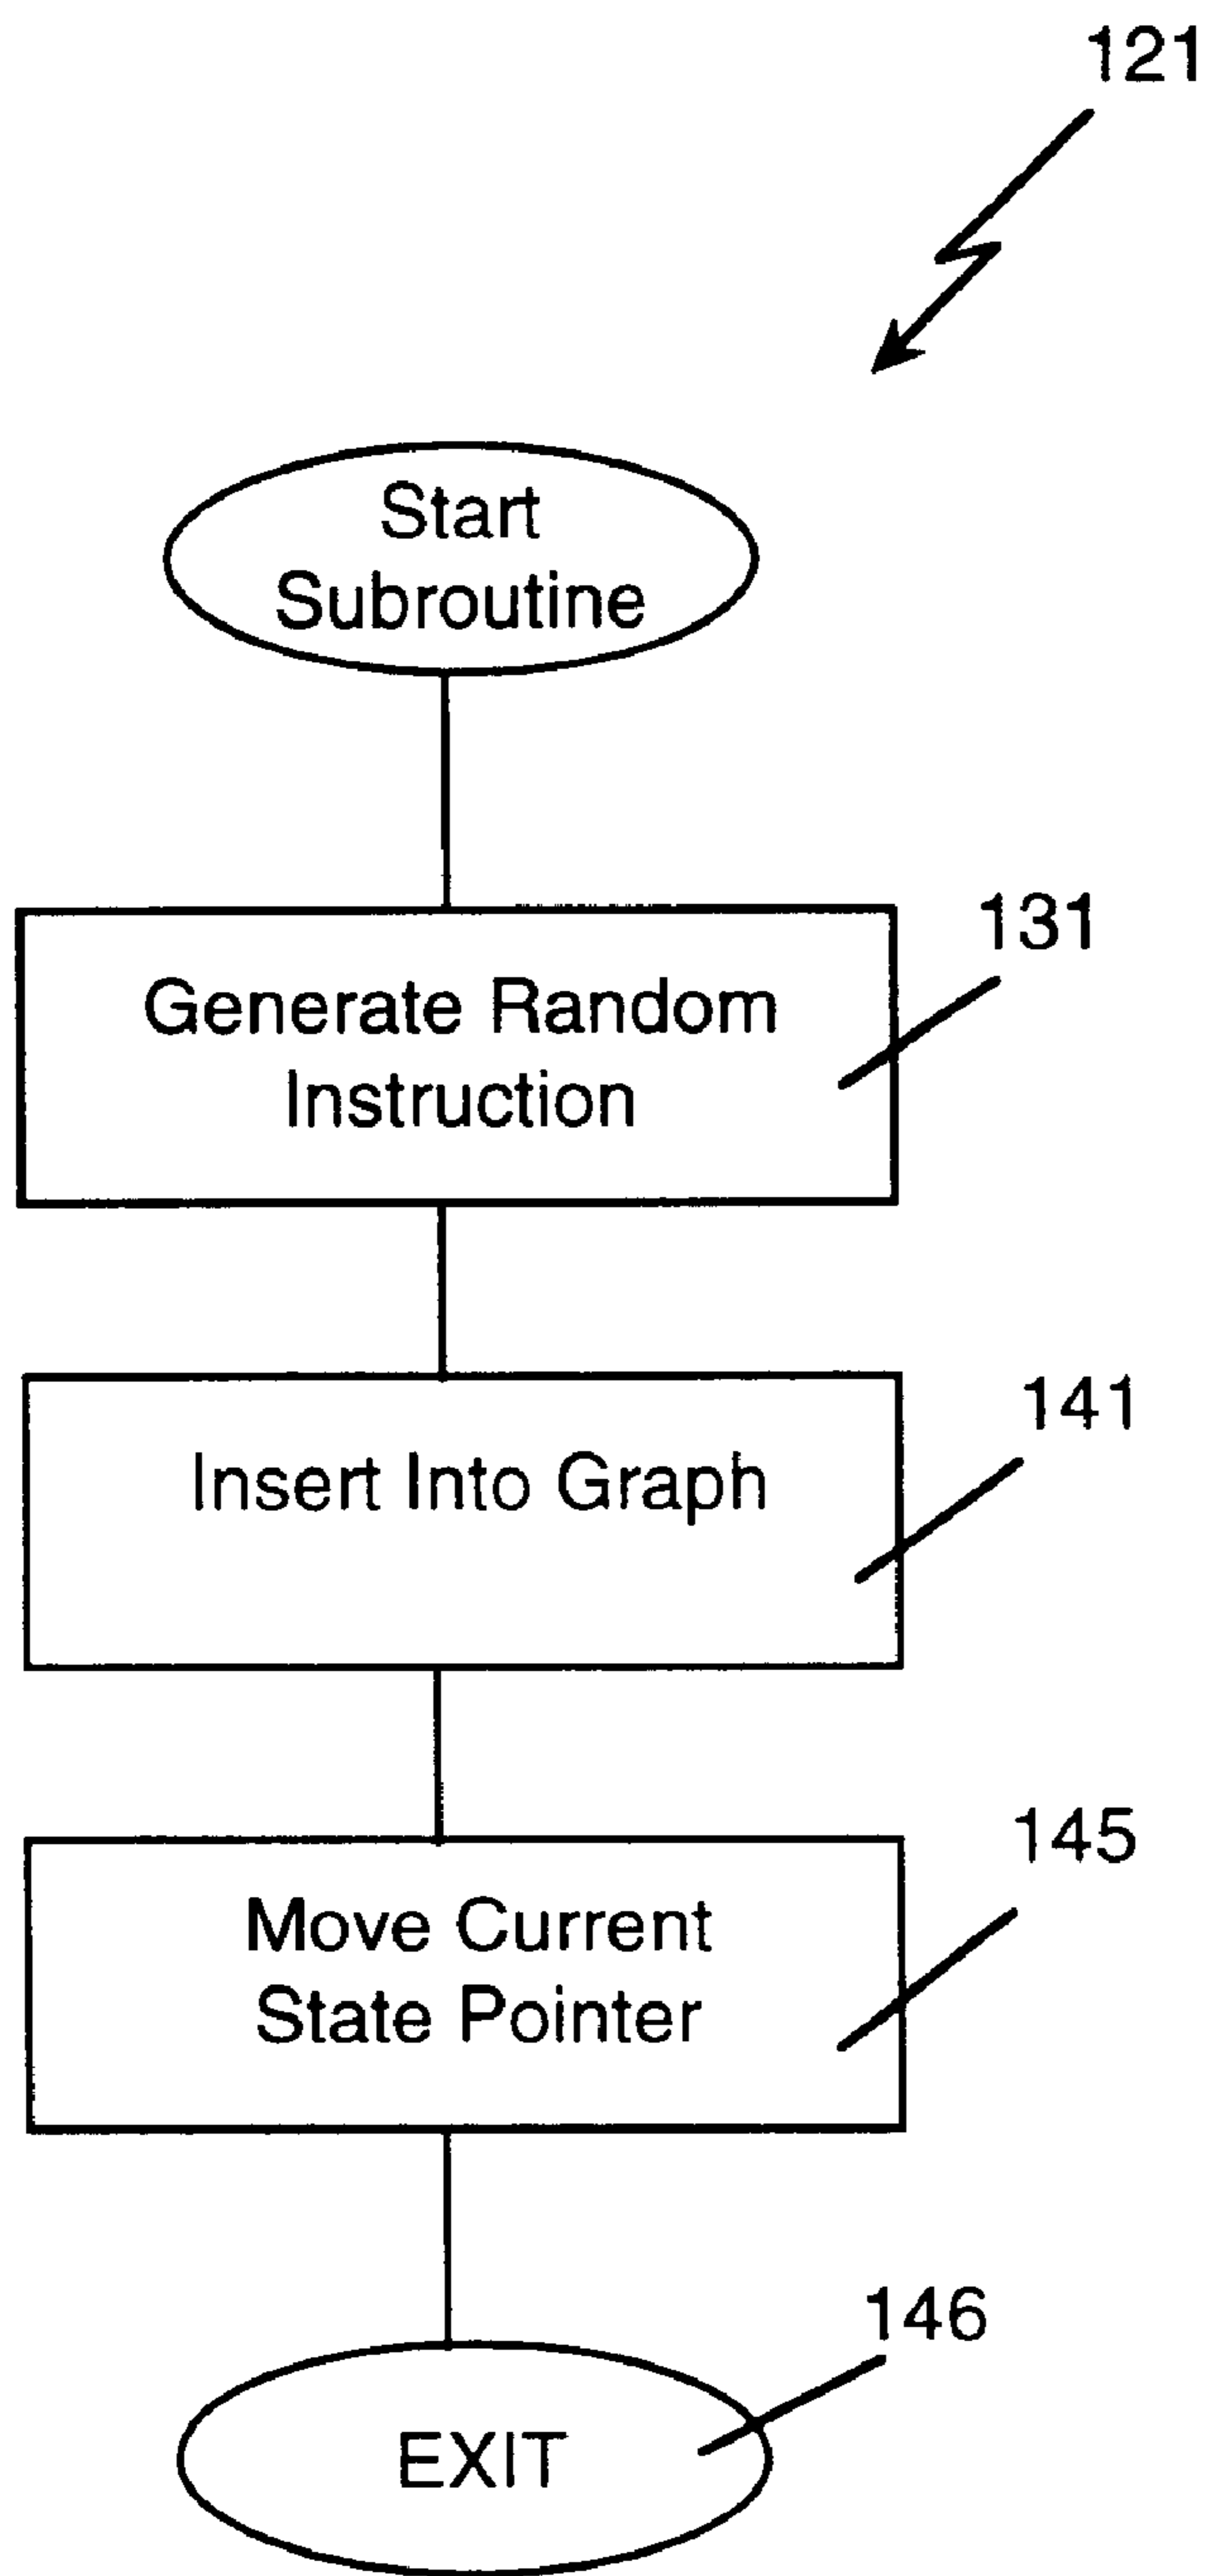 121
Start
Subroutine
131
Generate Random
Instruction
141
Insert Into Graph
145
Move Current
State Pointer
146
EXIT